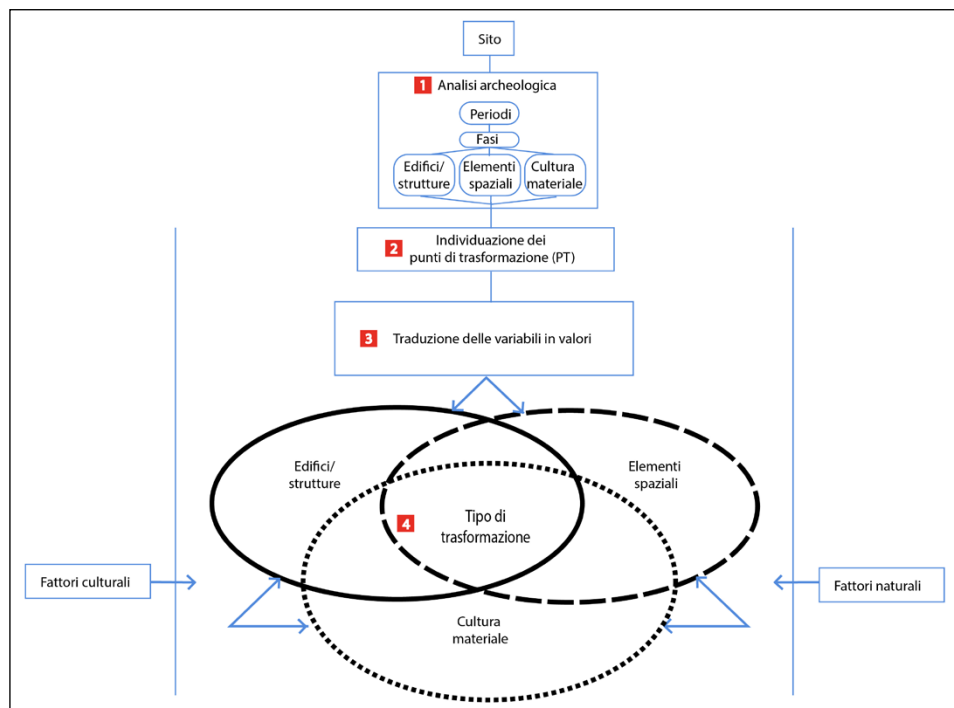 Sito
1 Analisi archeologica
Periodi
Fasi
Edifici/
strutture
Elementi
spaziali
Cultura
materiale
2 Individuazione dei
punti di trasformazione (PT)
3 Traduzione delle variabili in valori
Edifici/
strutture
Elementi
spaziali
4 Tipo di
trasformazione
Fattori culturali
Fattori naturali
Cultura
materiale